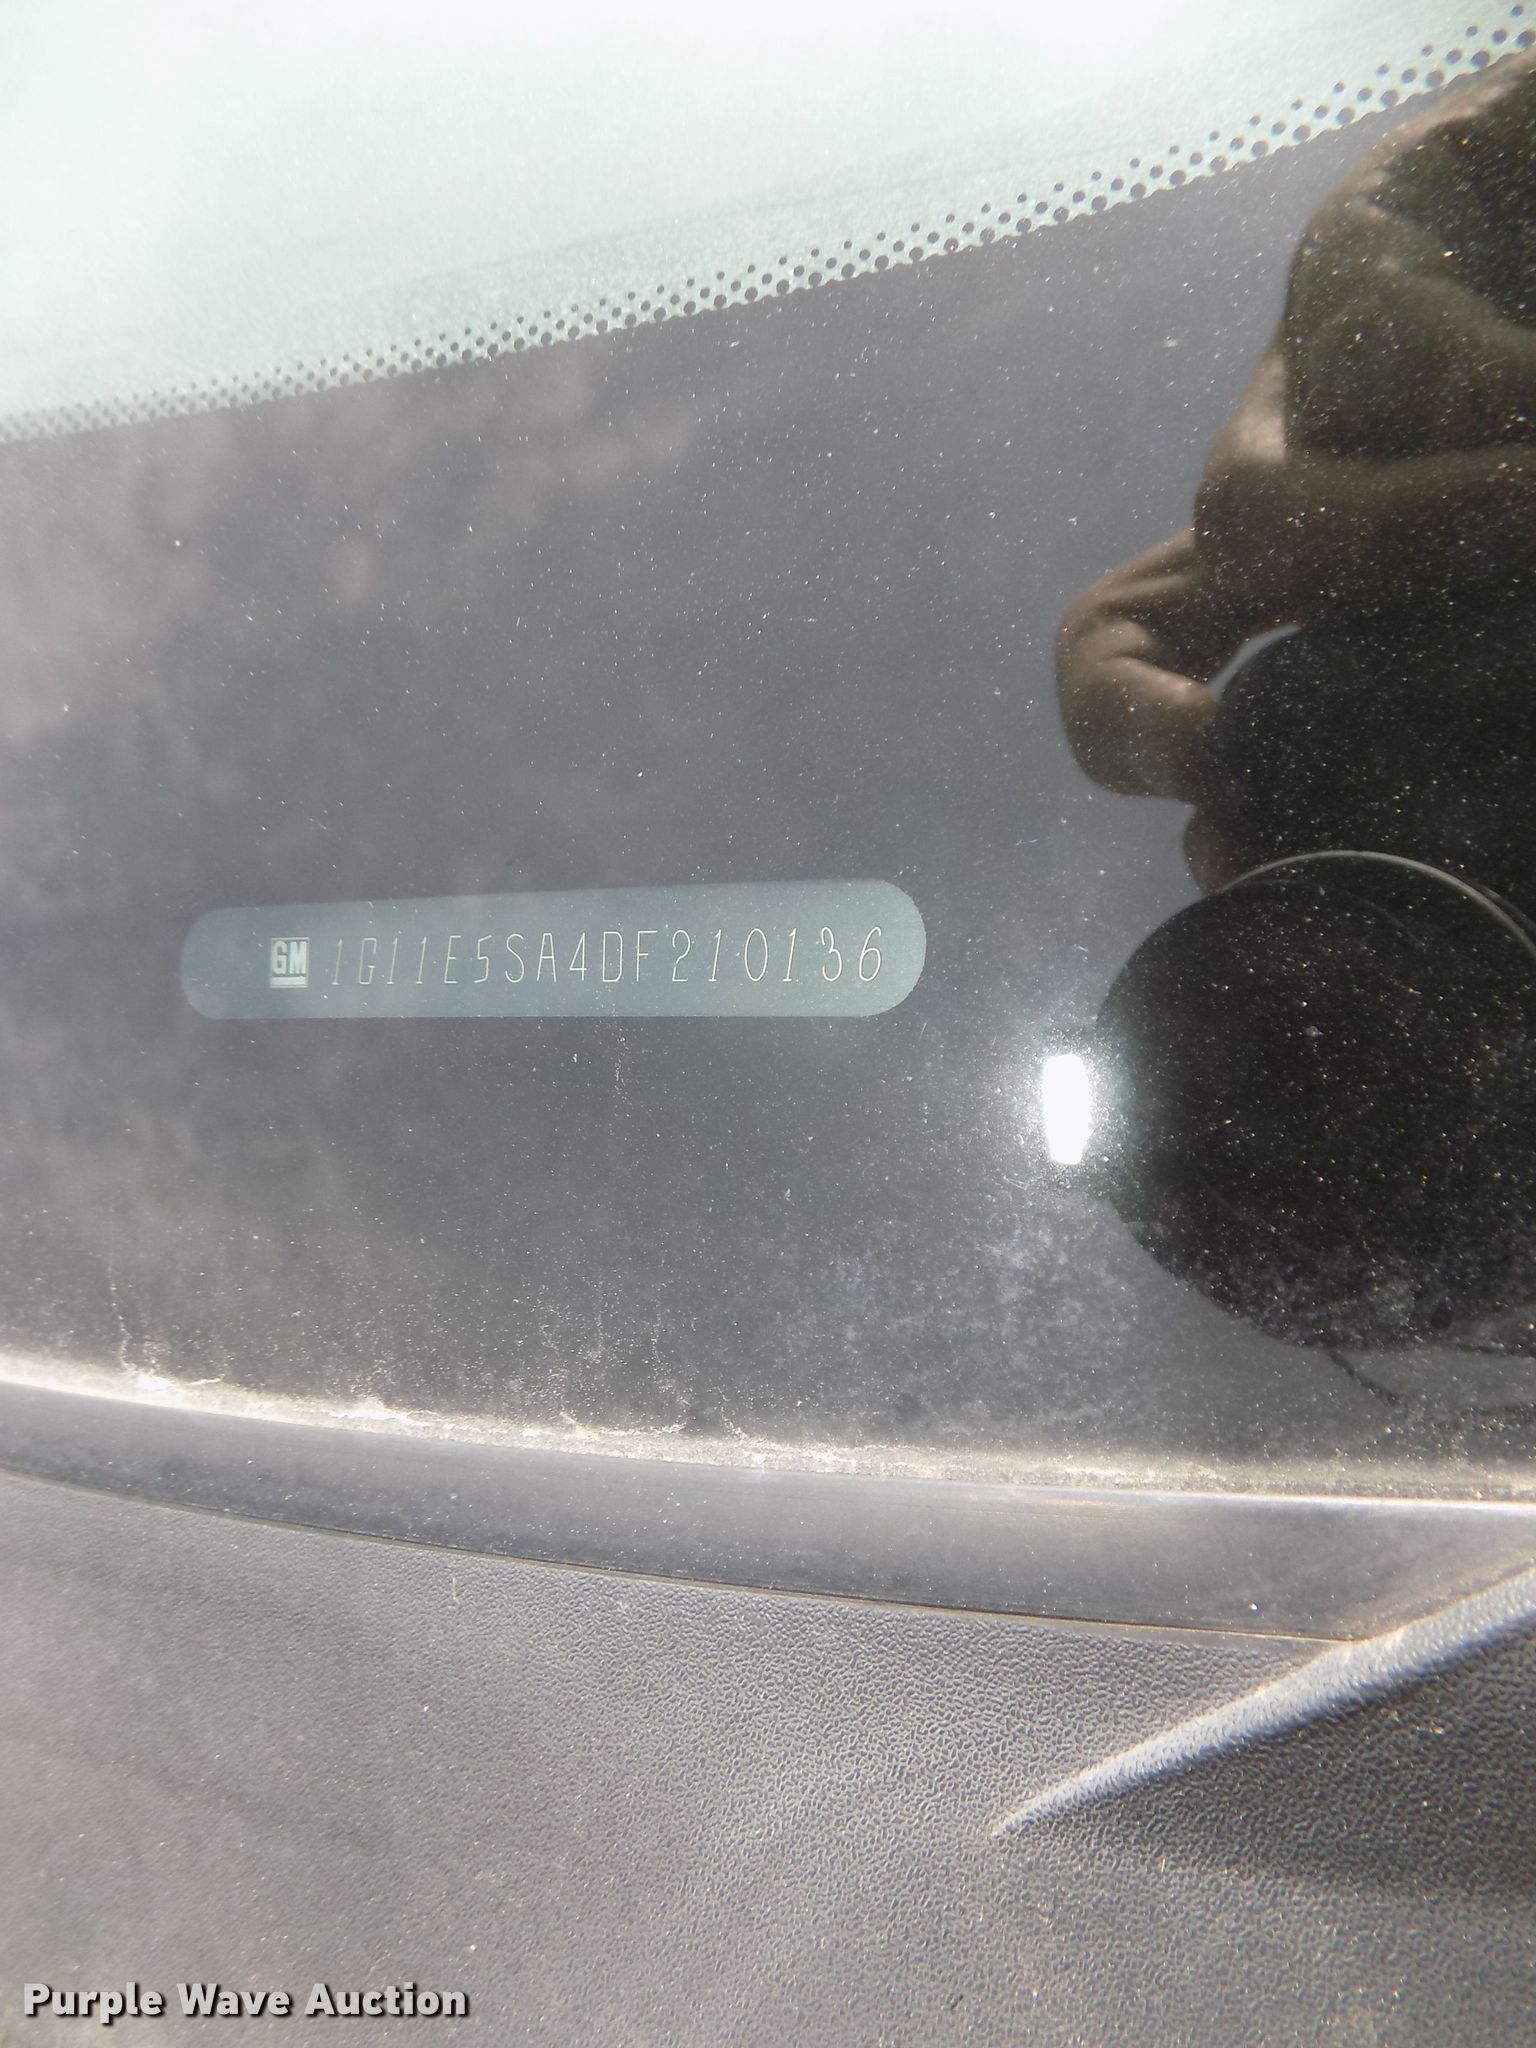 GM 1G11E5SA4DF210136
Purple Wave Auction